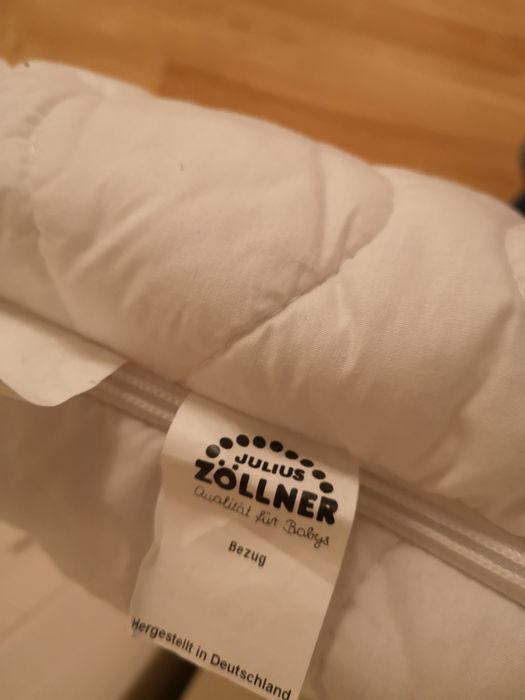 JULIUS
ZÖLLNER
Qualität für Babys
Bezug
Hergestellt in Deutschland